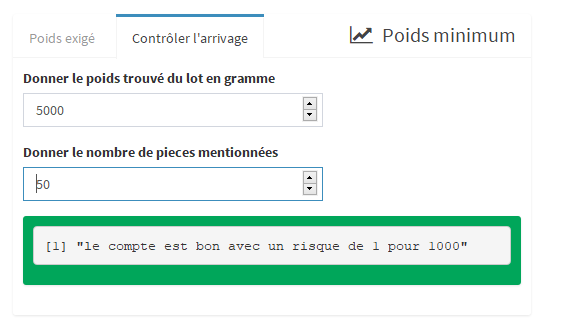 Poids exigé
Contrôler l'arrivage
Poids minimum
Donner le poids trouvé du lot en gramme
5000
Donner le nombre de pieces mentionnées
50
[1] "le compte est bon avec un risque de 1 pour 1000"